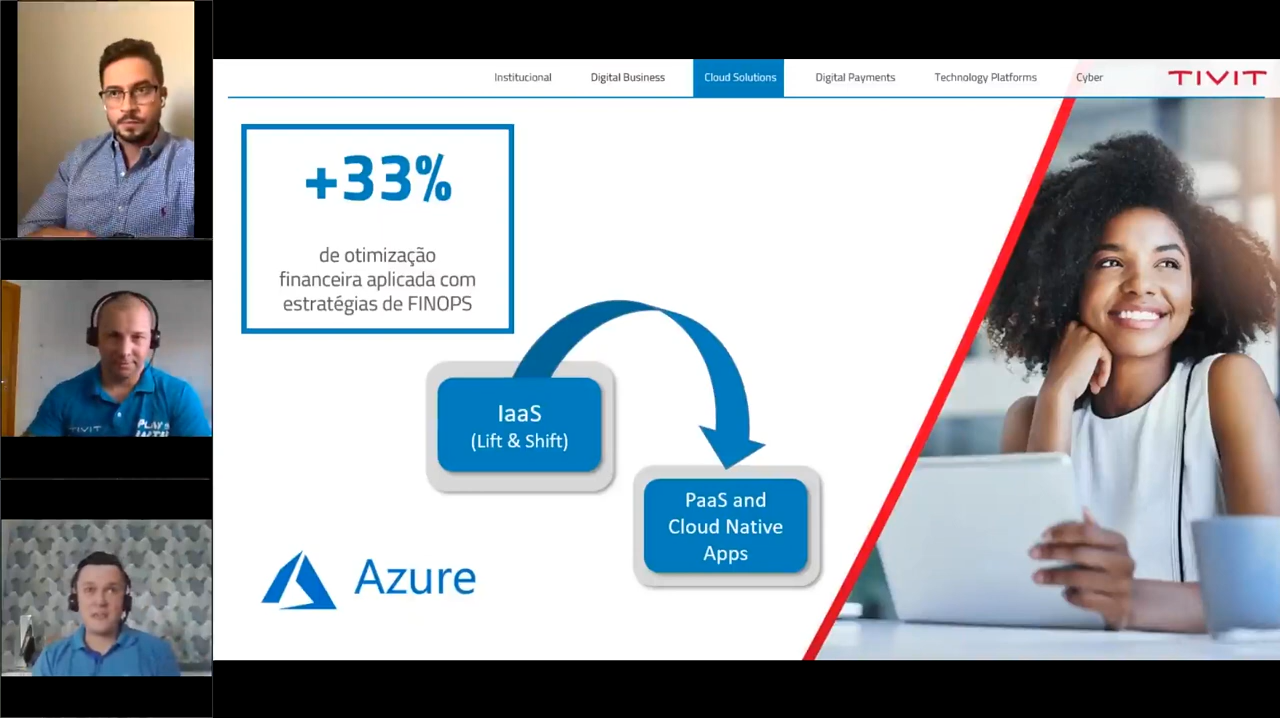 Institucional
Digital Business
Cloud Solutions
Digital Payments
Technology Platforms
Cyber
TIVIT
+33%
de otimização
financeira aplicada com
estratégias de FINOPS
IaaS
(Lift & Shift)
PaaS and
Cloud Native
Apps
Azure
TIVIT